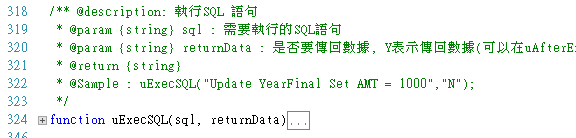 318 /** @description: 執行SQL 語句
319 * @param {string} sql : 需要執行的SQL語句
320 * @param {string} returnData : 是否要傳回數據, Y表示傳回數據(可以在uAfterE
321 * @return {string}
322 * @Sample : uExecSQL("Update YearFinal Set AMT = 1000","N");
323 */
324 function uExecSQL(sql, returnData)...
346